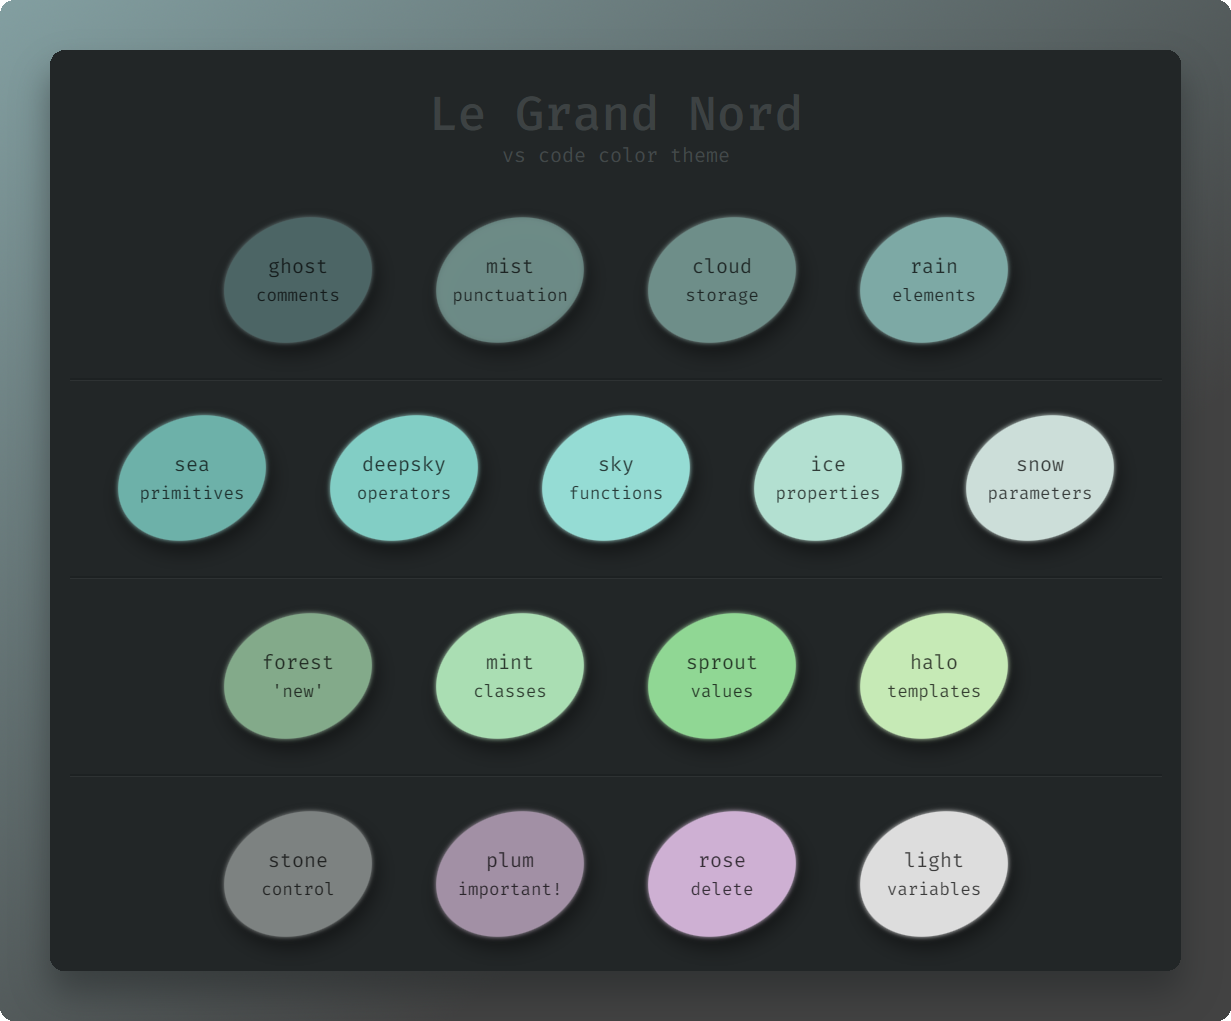 Le Grand Nord
vs code color theme
ghost
comments
mist
punctuation
cloud
storage
rain
elements
sea
primitives
deepsky
operators
sky
functions
ice
properties
snow
parameters
forest
'new'
mint
classes
sprout
values
halo
templates
stone
control
plum
important!
rose
delete
light
variables